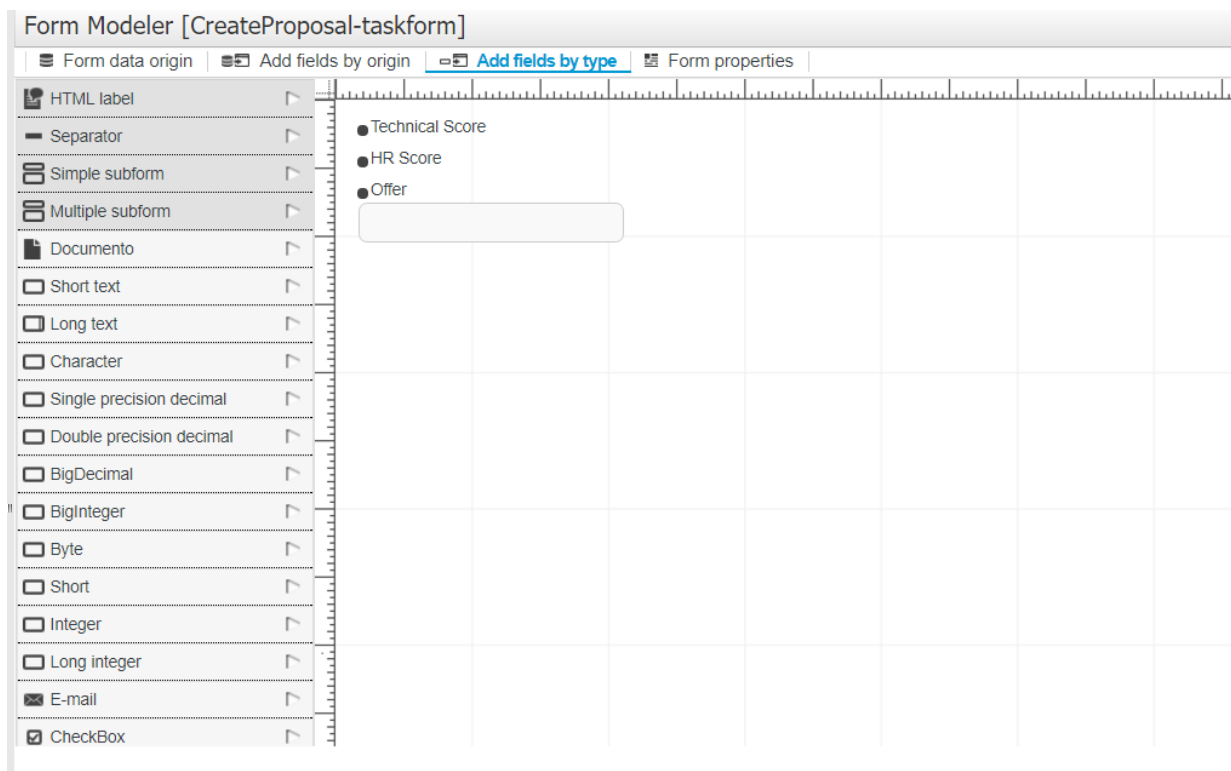 Form Modeler [CreateProposal-taskform]
Form data origin Add fields by origin Add fields by type Form properties
HTML label
Separator
Simple subform
Multiple subform
Documento
Short text
Long text
Character
Single precision decimal
Double precision decimal
BigDecimal
BigInteger
Byte
Short
Integer
Long integer
E-mail
CheckBox
Technical Score
HR Score
Offer